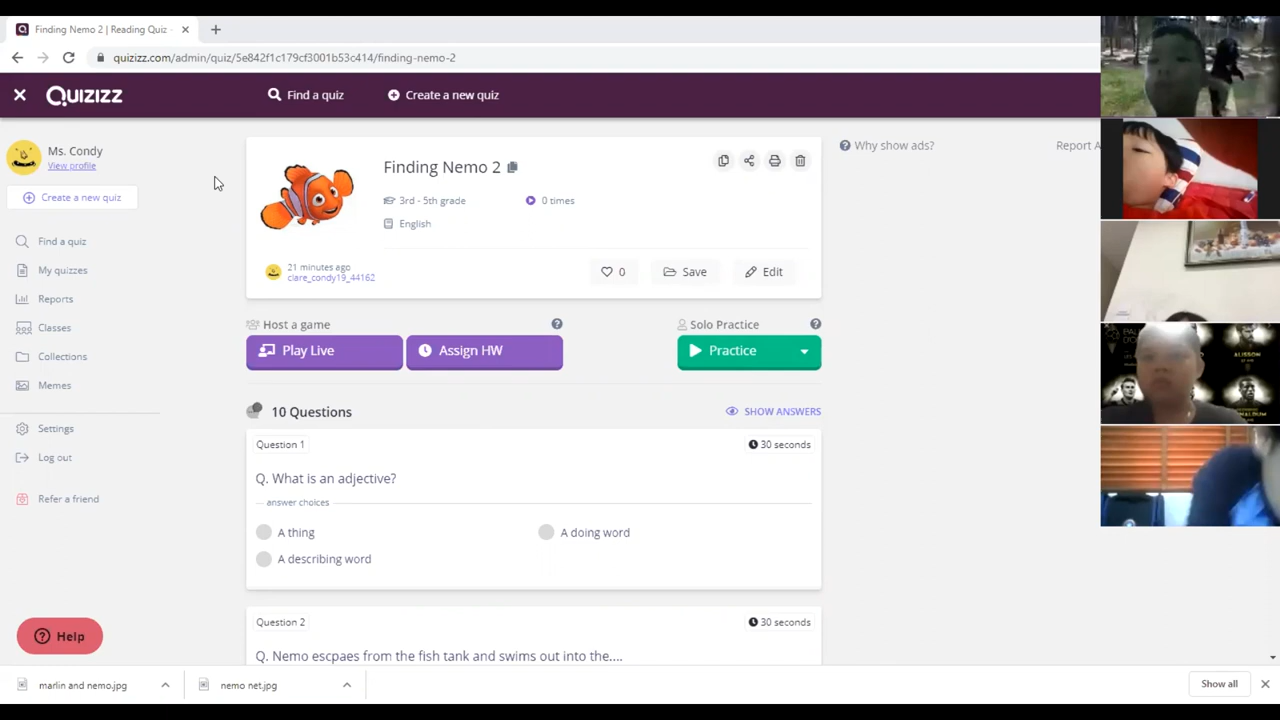 Finding Nemo 2 | Reading Quiz -
quizizz.com/admin/quiz/5e842f1c179cf3001b53c414/finding-nemo-2
QUIZIZZ
Find a quiz
Create a new quiz
Ms. Condy
View profile
Create a new quiz
Find a quiz
My quizzes
Reports
Classes
Collections
Memes
Settings
Log out
Refer a friend
Help
Finding Nemo 2
3rd - 5th grade
0 times
English
21 minutes ago
clare_condy19_44162
0
Save
Edit
Why show ads?
Report A
Host a game
Play Live
Assign HW
Solo Practice
Practice
10 Questions
SHOW ANSWERS
Question 1
30 seconds
Q. What is an adjective?
answer choices
A thing
A doing word
A describing word
Question 2
30 seconds
Q. Nemo escpaes from the fish tank and swims out into the....
ALISSON
marlin and nemo.jpg
nemo net.jpg
Show all